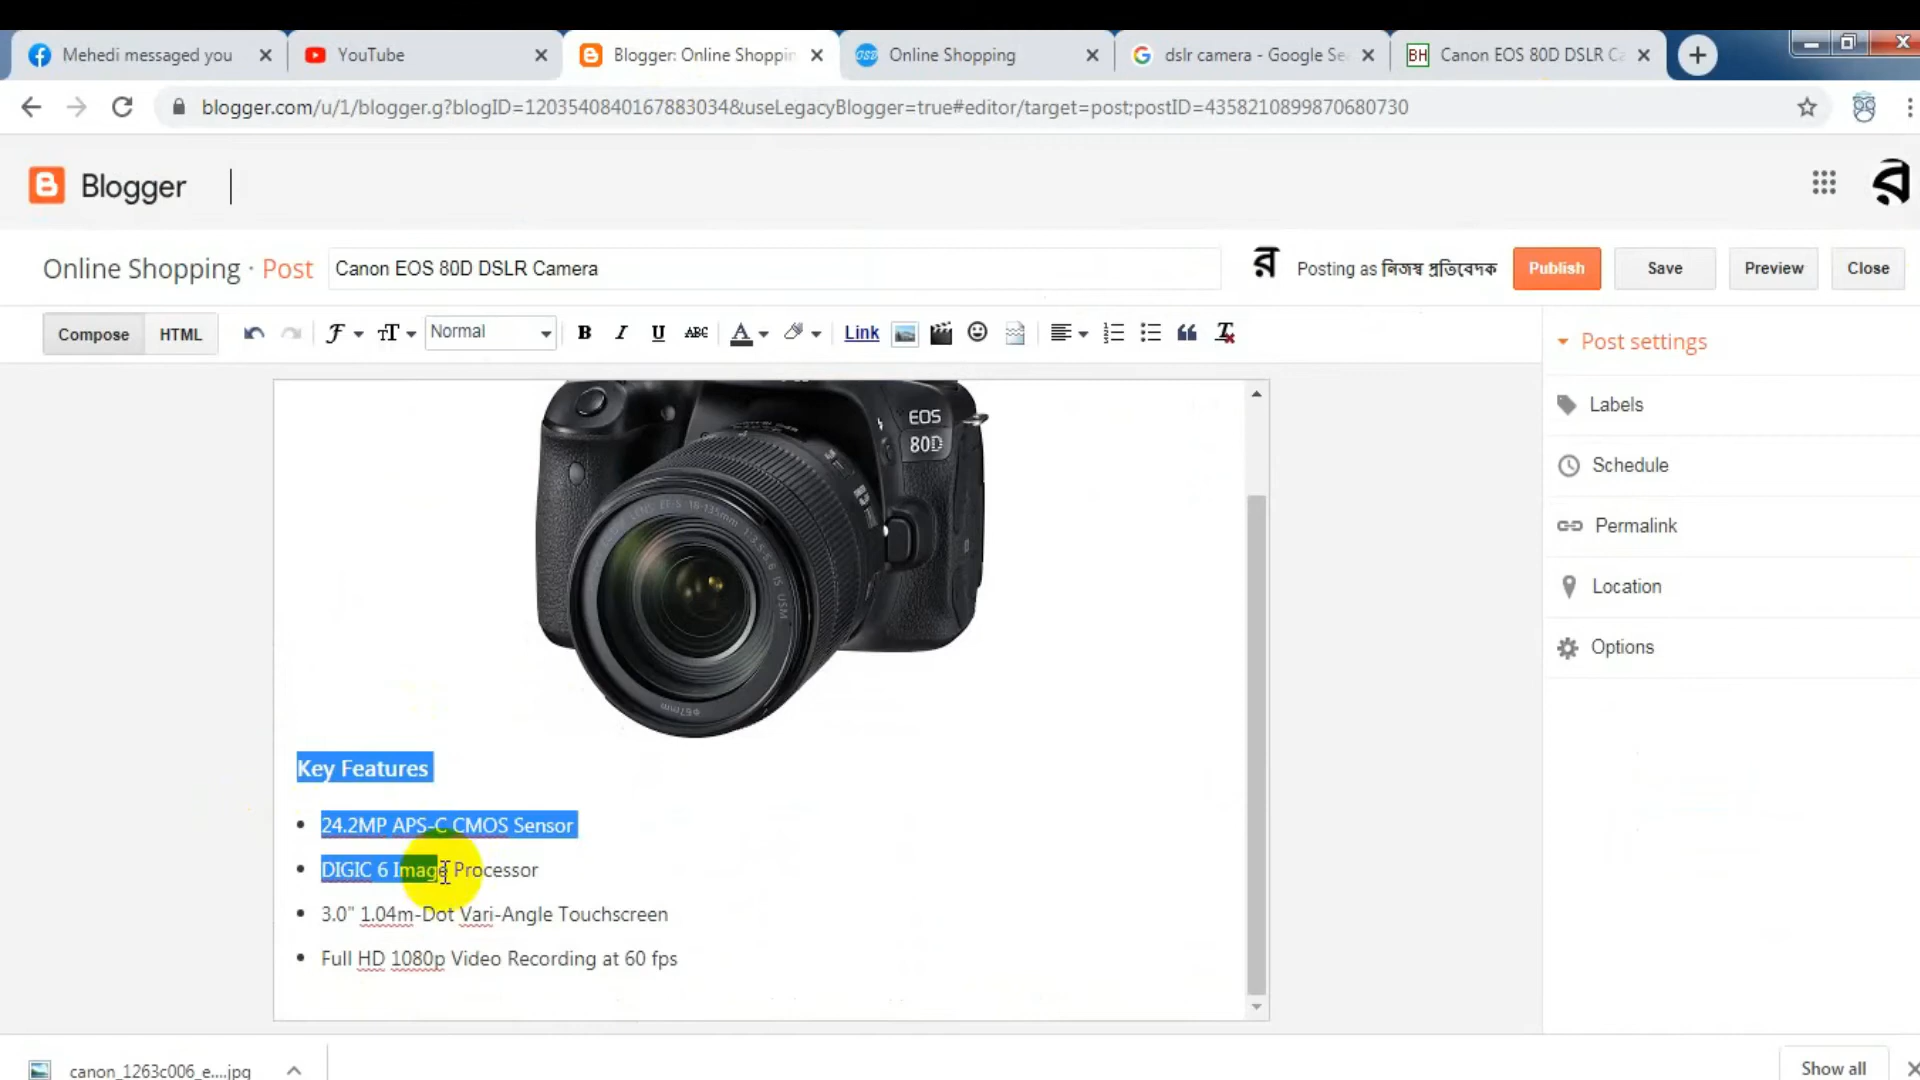 Mehedi messaged you
YouTube
Blogger: Online Shoppin
Online Shopping
dslr camera - Google Se
BH Canon EOS 80D DSLR Ca
blogger.com/u/1/blogger.g?blogID=1203540840167883034&useLegacyBlogger=true#editor/target=post;postID=4358210899870680730
Blogger
র
Online Shopping · Post Canon EOS 80D DSLR Camera
র Posting as নিজস্ব প্রতিবেদক Publish Save Preview Close
Compose HTML Normal B I U ABC A Link
Post settings
Labels
Schedule
Permalink
Location
Options
EOS
80D
67mm
Key Features
24.2MP APS-C CMOS Sensor
DIGIC 6 Image Processor
3.0" 1.04m-Dot Vari-Angle Touchscreen
Full HD 1080p Video Recording at 60 fps
canon_1263c006_e....jpg
Show all